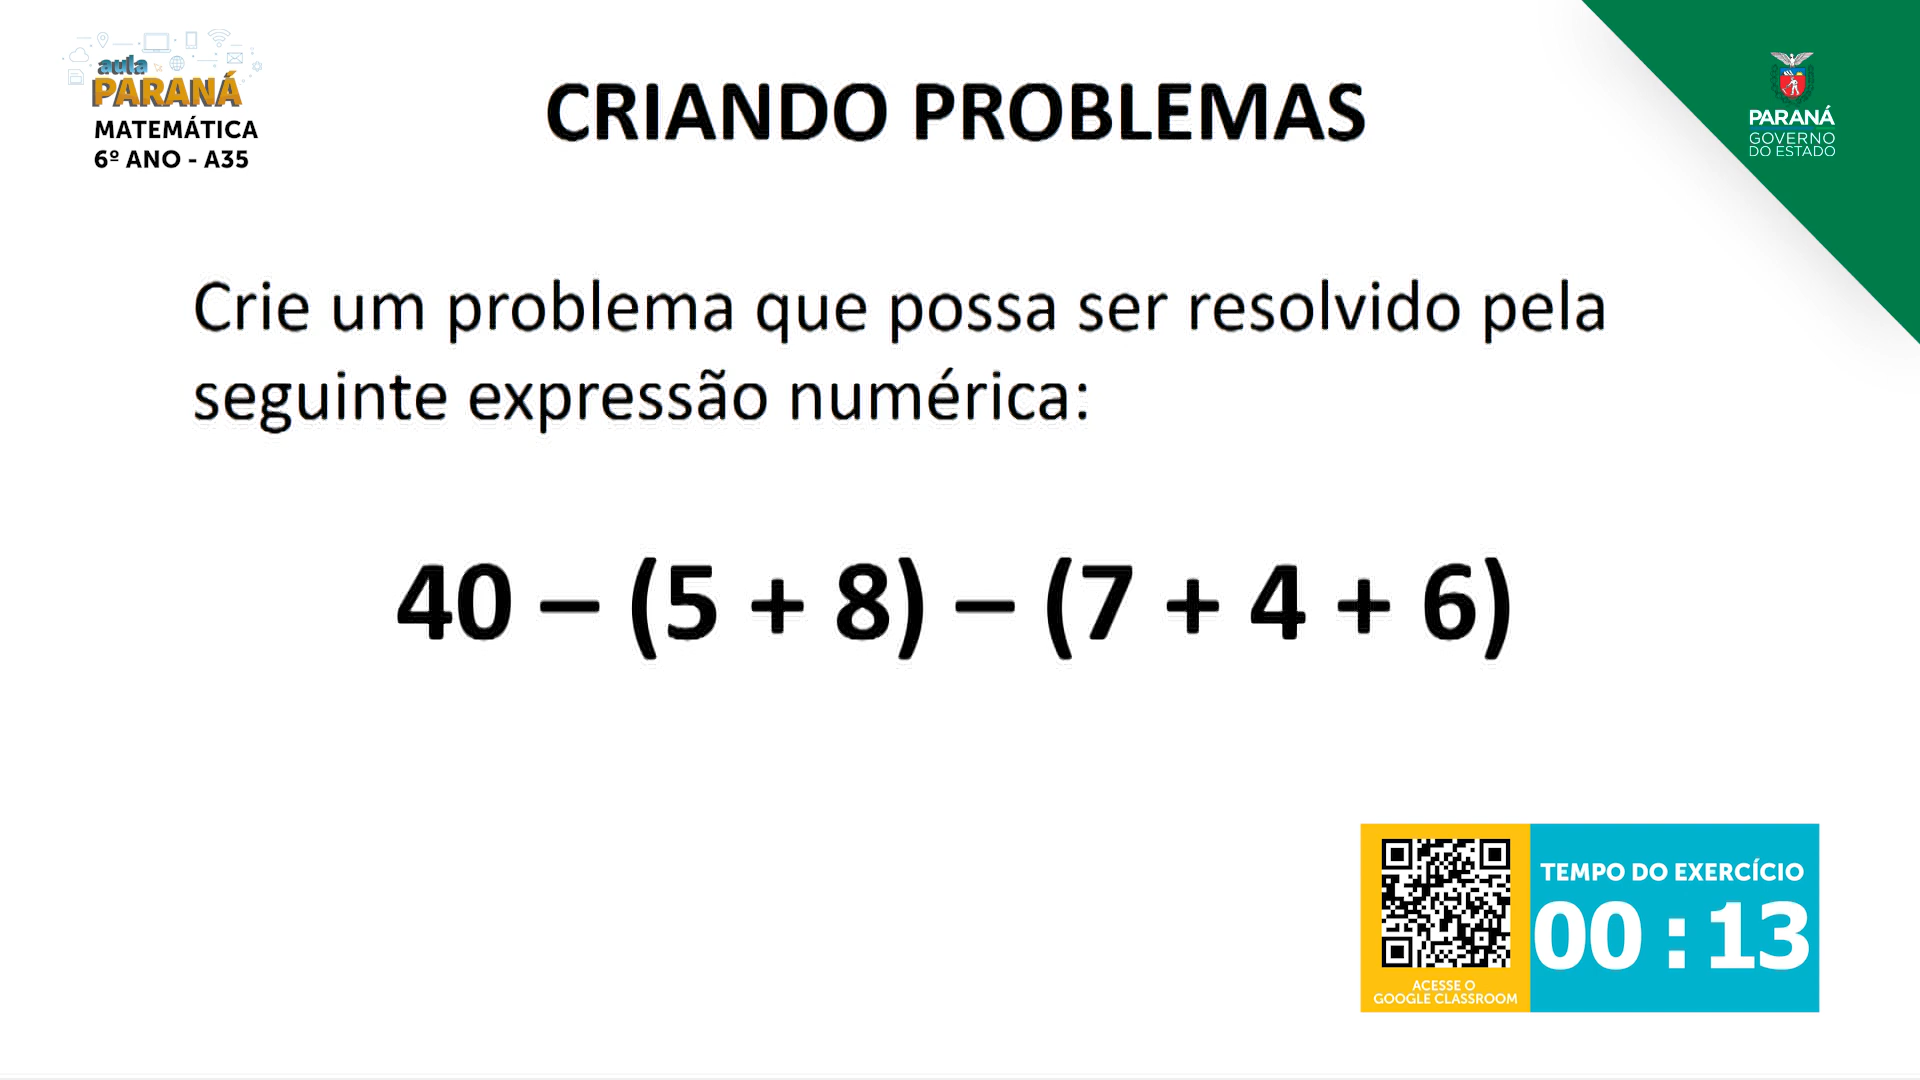 aula
PARANÁ
MATEMÁTICA
6º ANO - A35
CRIANDO PROBLEMAS
PARANÁ
GOVERNO
DO ESTADO
Crie um problema que possa ser resolvido pela
seguinte expressão numérica:
40 – (5 + 8) – (7 + 4 + 6)
TEMPO DO EXERCÍCIO
00 : 13
ACESSE O
GOOGLE CLASSROOM